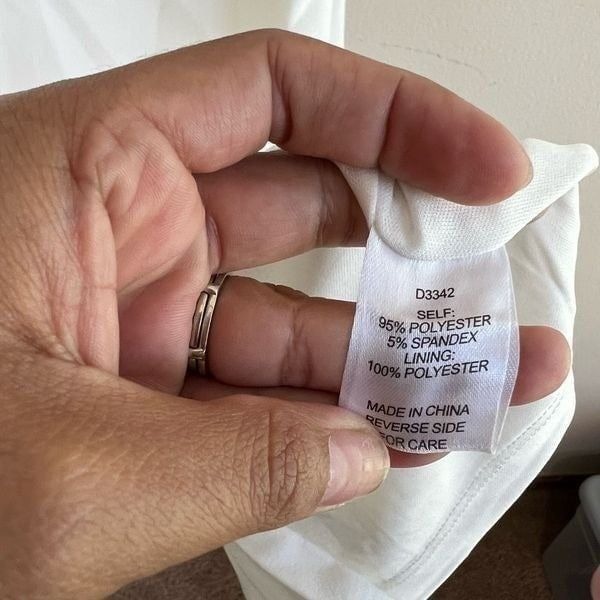 D3342
SELF:
95% POLYESTER
5% SPANDEX
LINING:
100% POLYESTER
MADE IN CHINA
REVERSE SIDE
FOR CARE